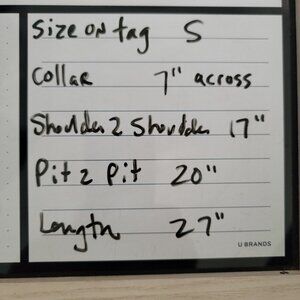 Size on tag S
Collar 7" across
Shoulder 2 Shoulder 17"
Pit 2 Pit 20"
Length 27"
U BRANDS